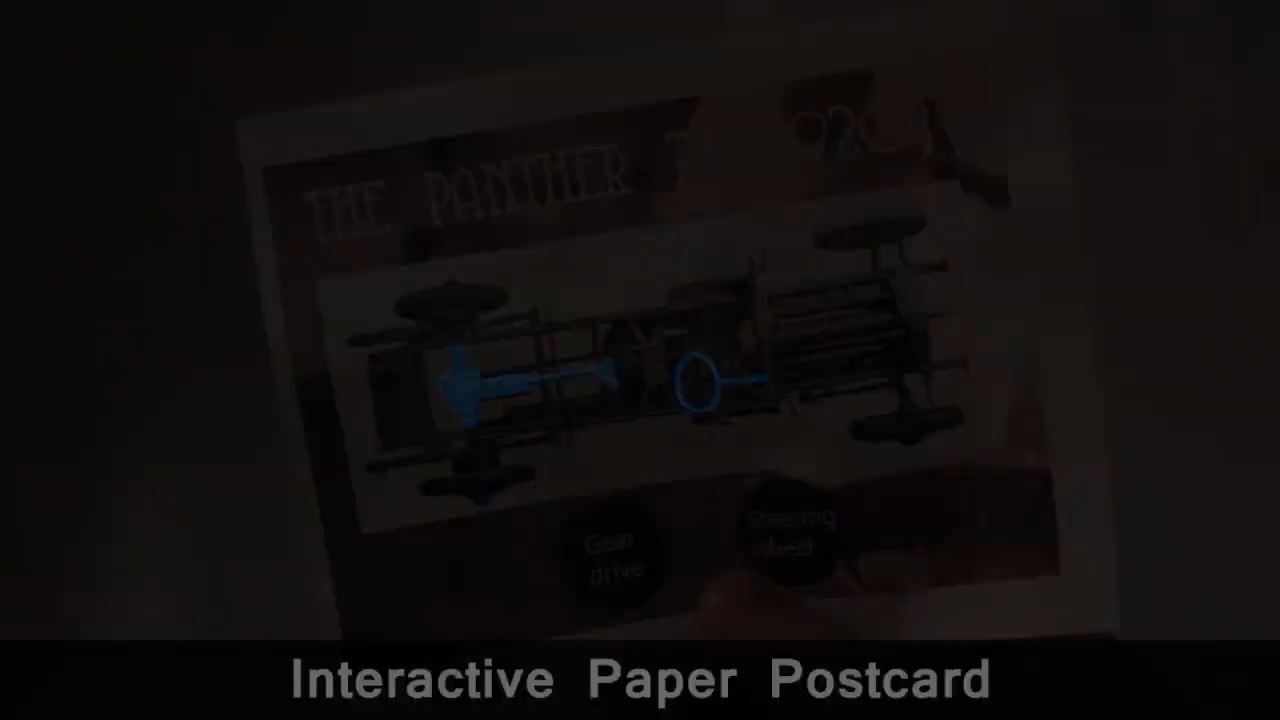 THE PANTHER
Gear
drive
Steering
wheel
Interactive Paper Postcard